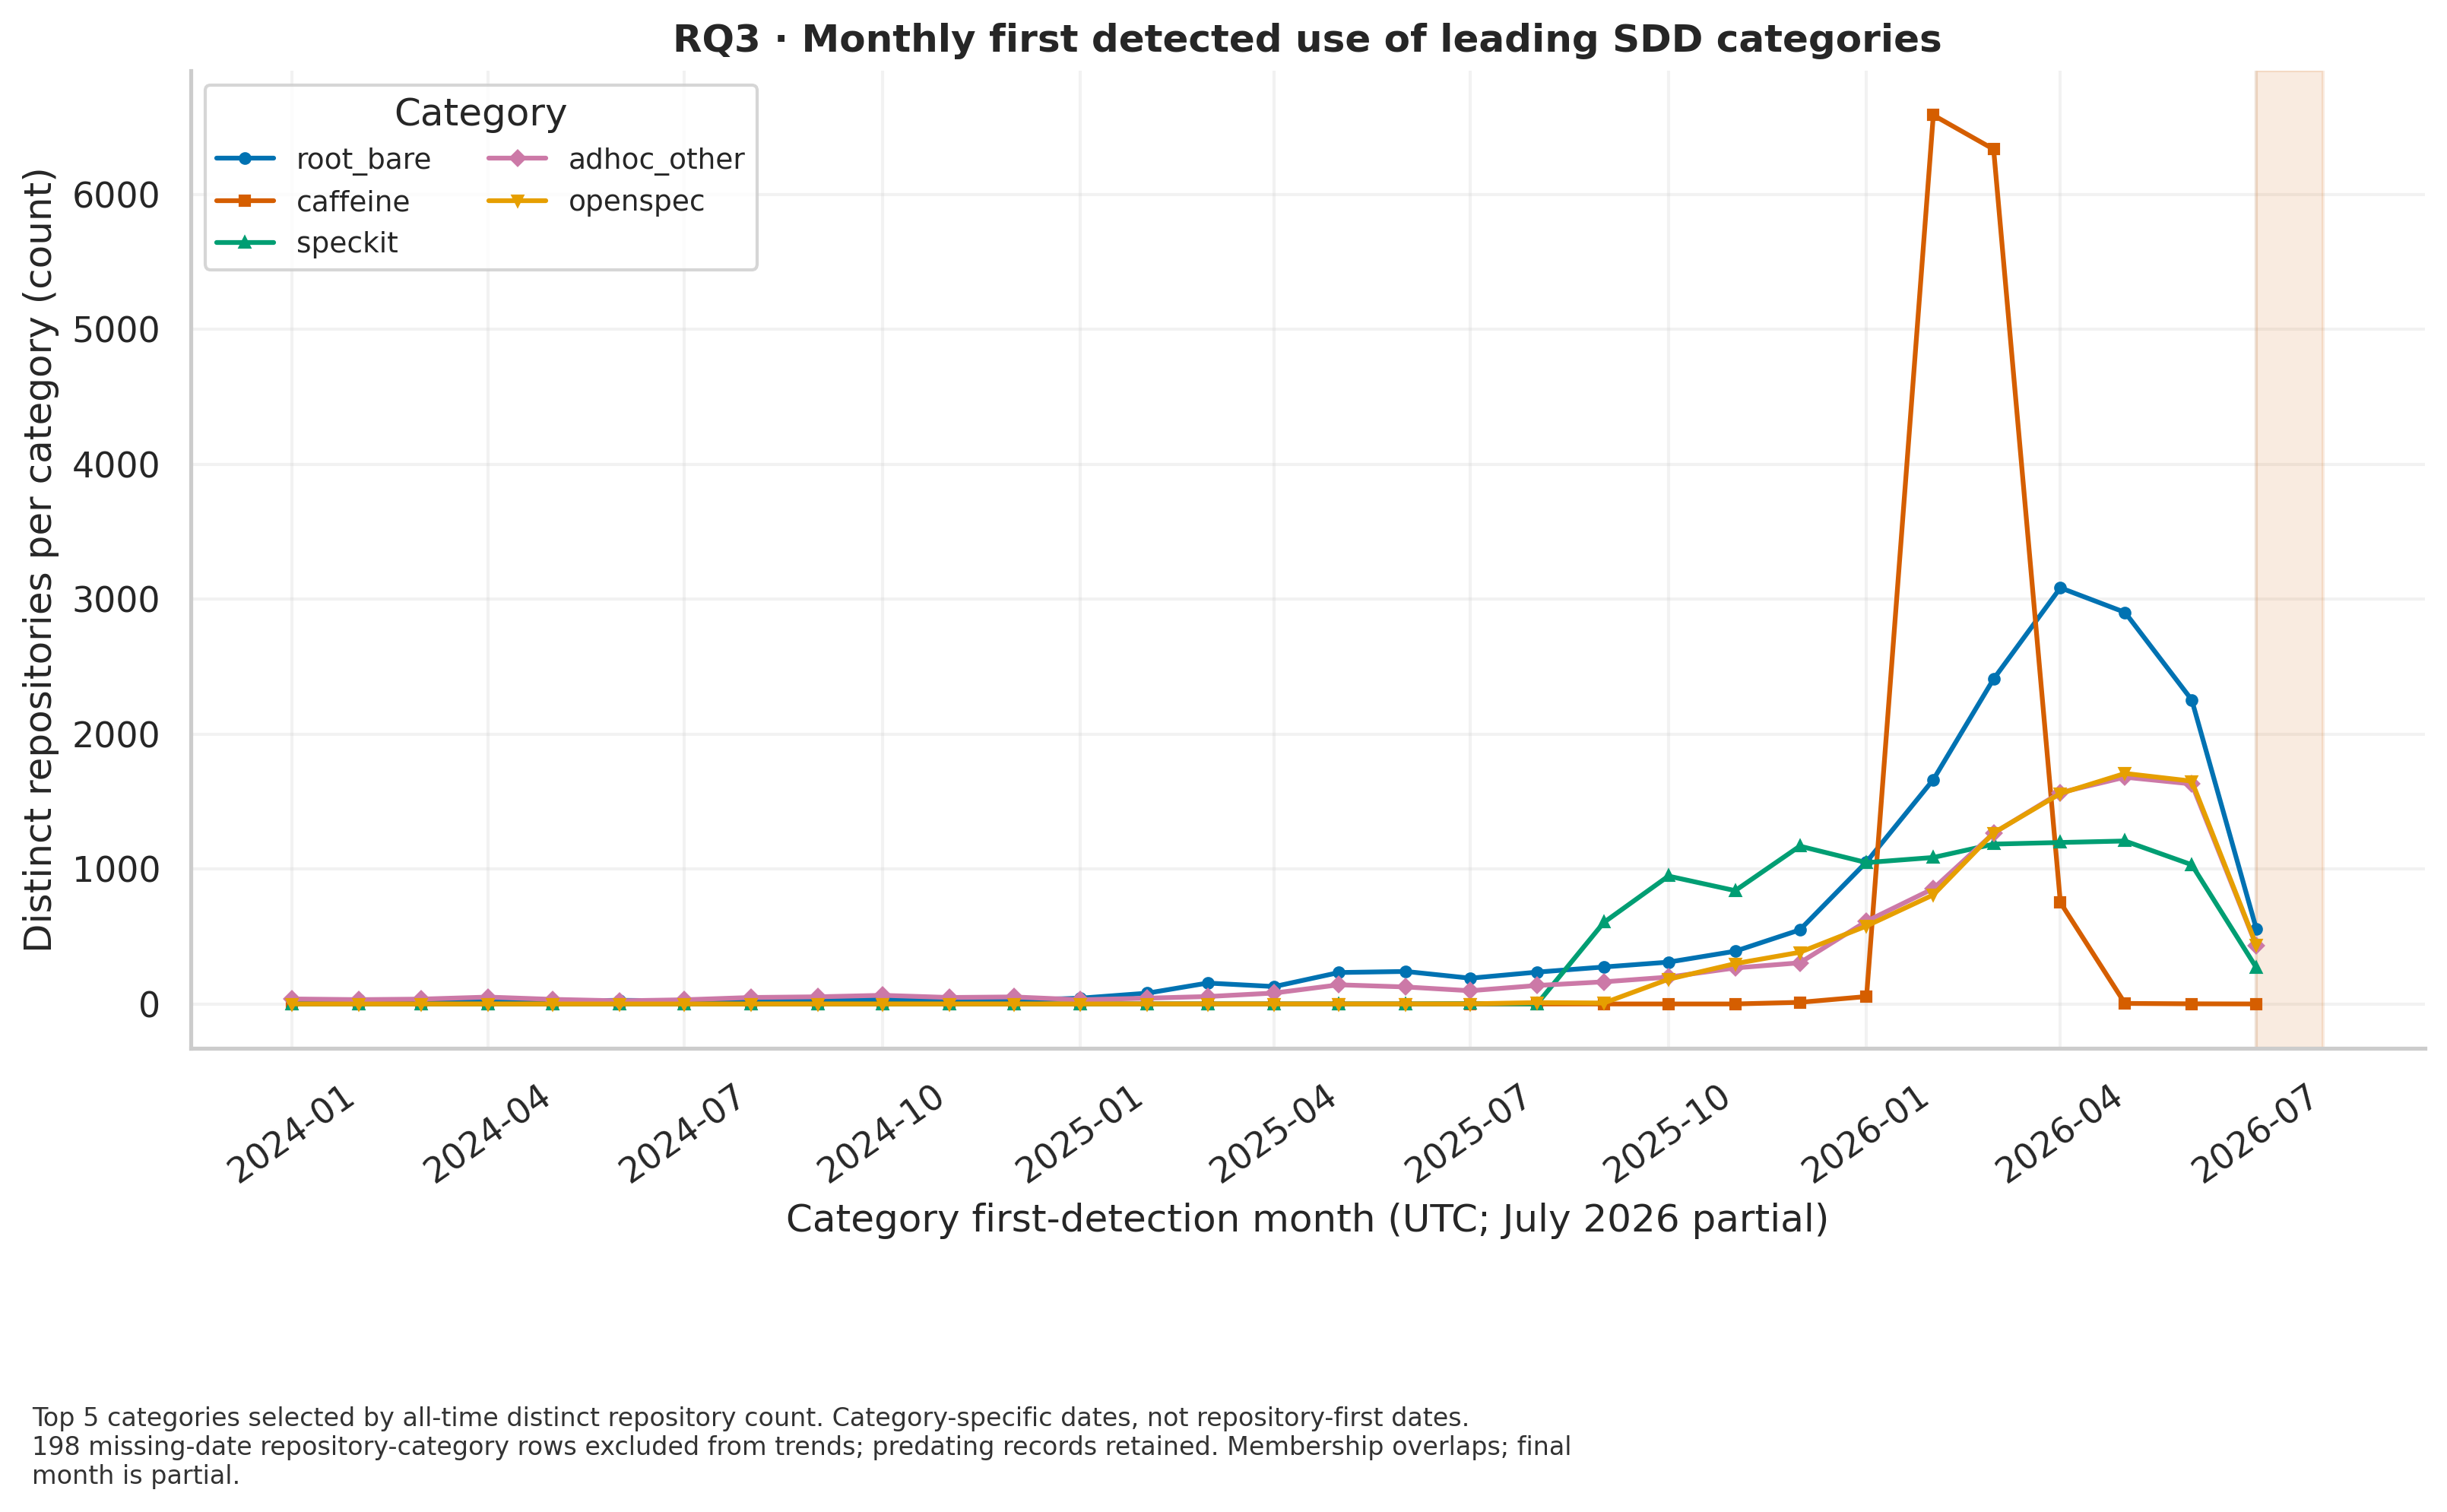 RQ3 · Monthly first detected use of leading SDD categories
Category
root_bare
caffeine
speckit
adhoc_other
openspec
Distinct repositories per category (count)
6000
5000
4000
3000
2000
1000
0
2024-01
2024-04
2024-07
2024-10
2025-01
2025-04
2025-07
2025-10
2026-01
2026-04
2026-07
Category first-detection month (UTC; July 2026 partial)
Top 5 categories selected by all-time distinct repository count. Category-specific dates, not repository-first dates.
198 missing-date repository-category rows excluded from trends; predating records retained. Membership overlaps; final
month is partial.